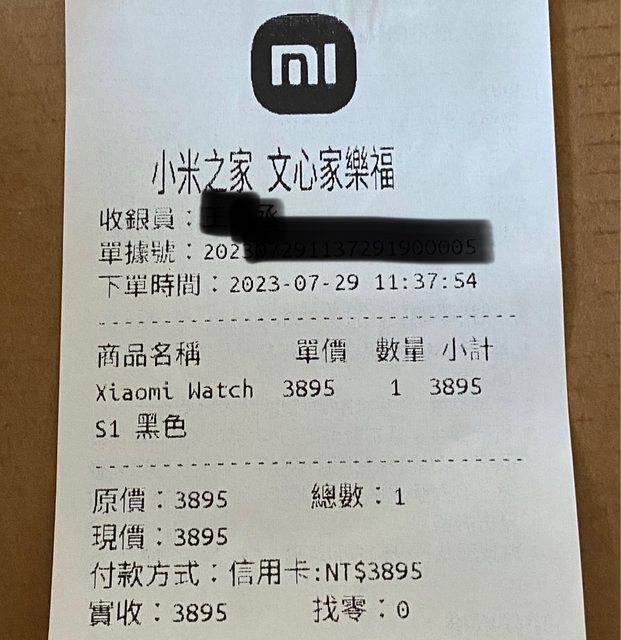 mi
小米之家 文心家樂福
收銀員：
單據號：202
下單時間：2023-07-29 11:37:54
商品名稱 單價 數量 小計
Xiaomi Watch 3895 1 3895
S1 黑色
原價：3895 總數：1
現價：3895
付款方式：信用卡:NT$3895
實收：3895 找零：0